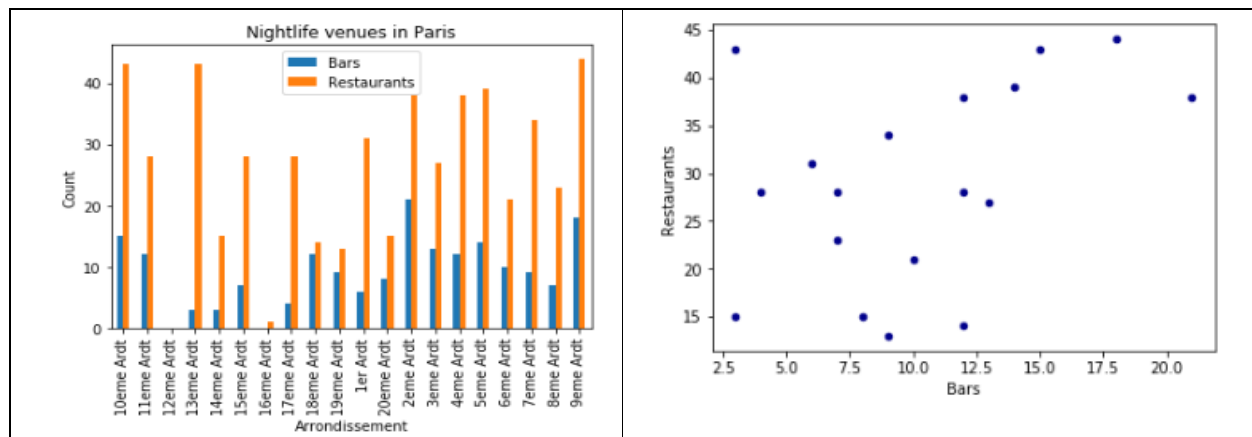 Nightlife venues in Paris
Bars
Restaurants
Count
40
30
20
10
0
10eme Ardt
11eme Ardt
12eme Ardt
13eme Ardt
14eme Ardt
15eme Ardt
16eme Ardt
17eme Ardt
18eme Ardt
19eme Ardt
1er Ardt
20eme Ardt
2eme Ardt
3eme Ardt
4eme Ardt
5eme Ardt
6eme Ardt
7eme Ardt
8eme Ardt
9eme Ardt
Arrondissement
Restaurants
45
40
35
30
25
20
15
2.5 5.0 7.5 10.0 12.5 15.0 17.5 20.0
Bars